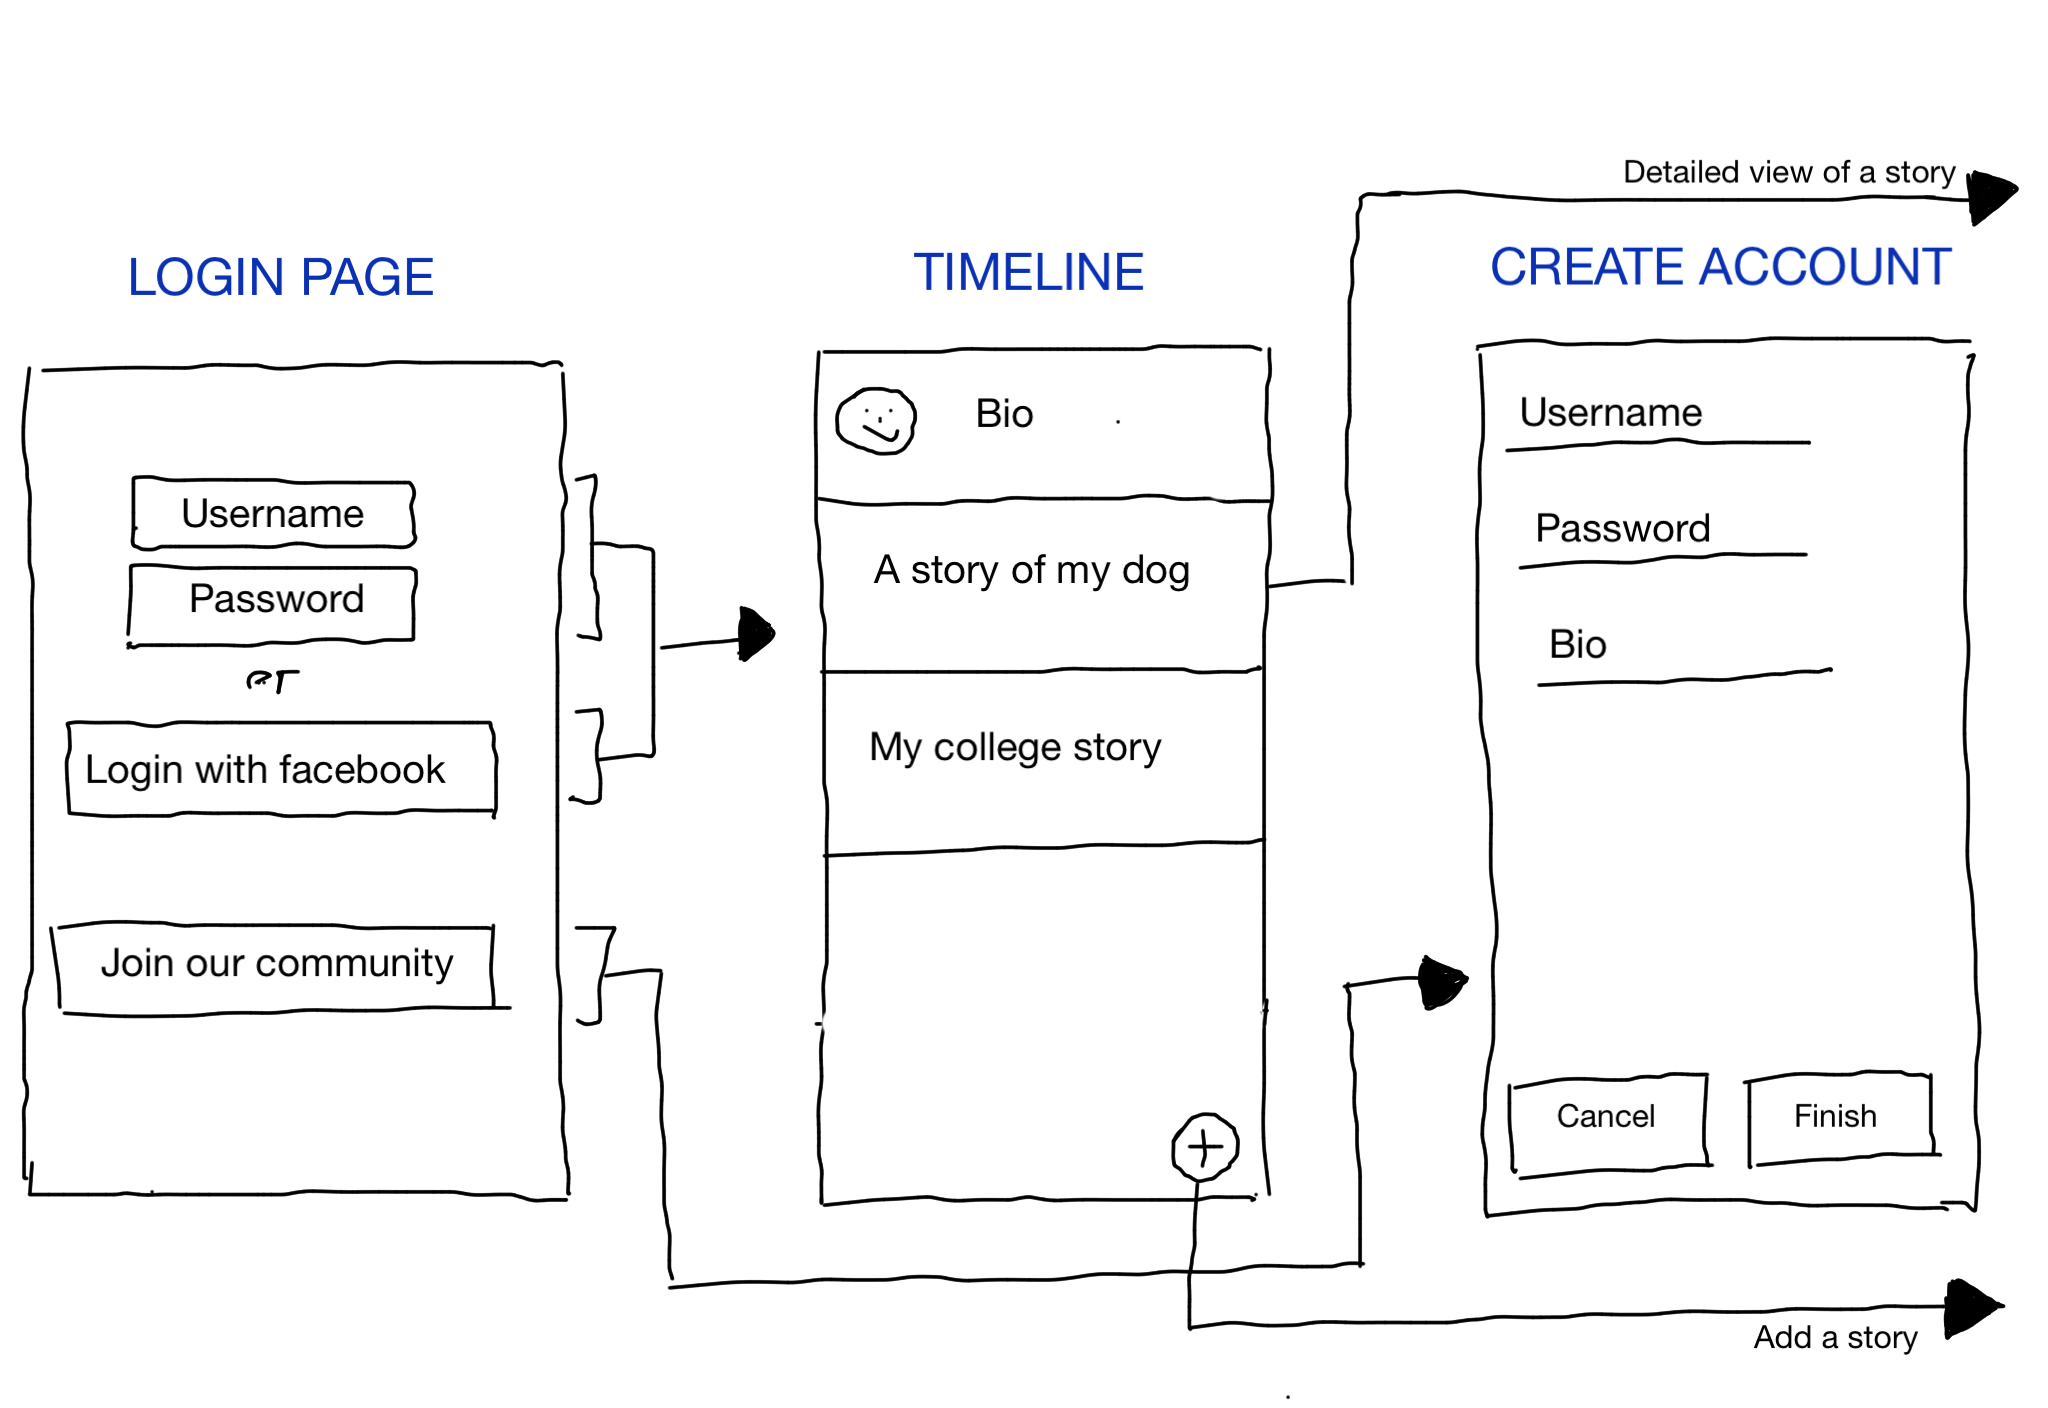 Detailed view of a story
LOGIN PAGE
TIMELINE
CREATE ACCOUNT
Username
Password
Login with facebook
Join our community
Bio
A story of my dog
My college story
+
Username
Password
Bio
Cancel
Finish
Add a story